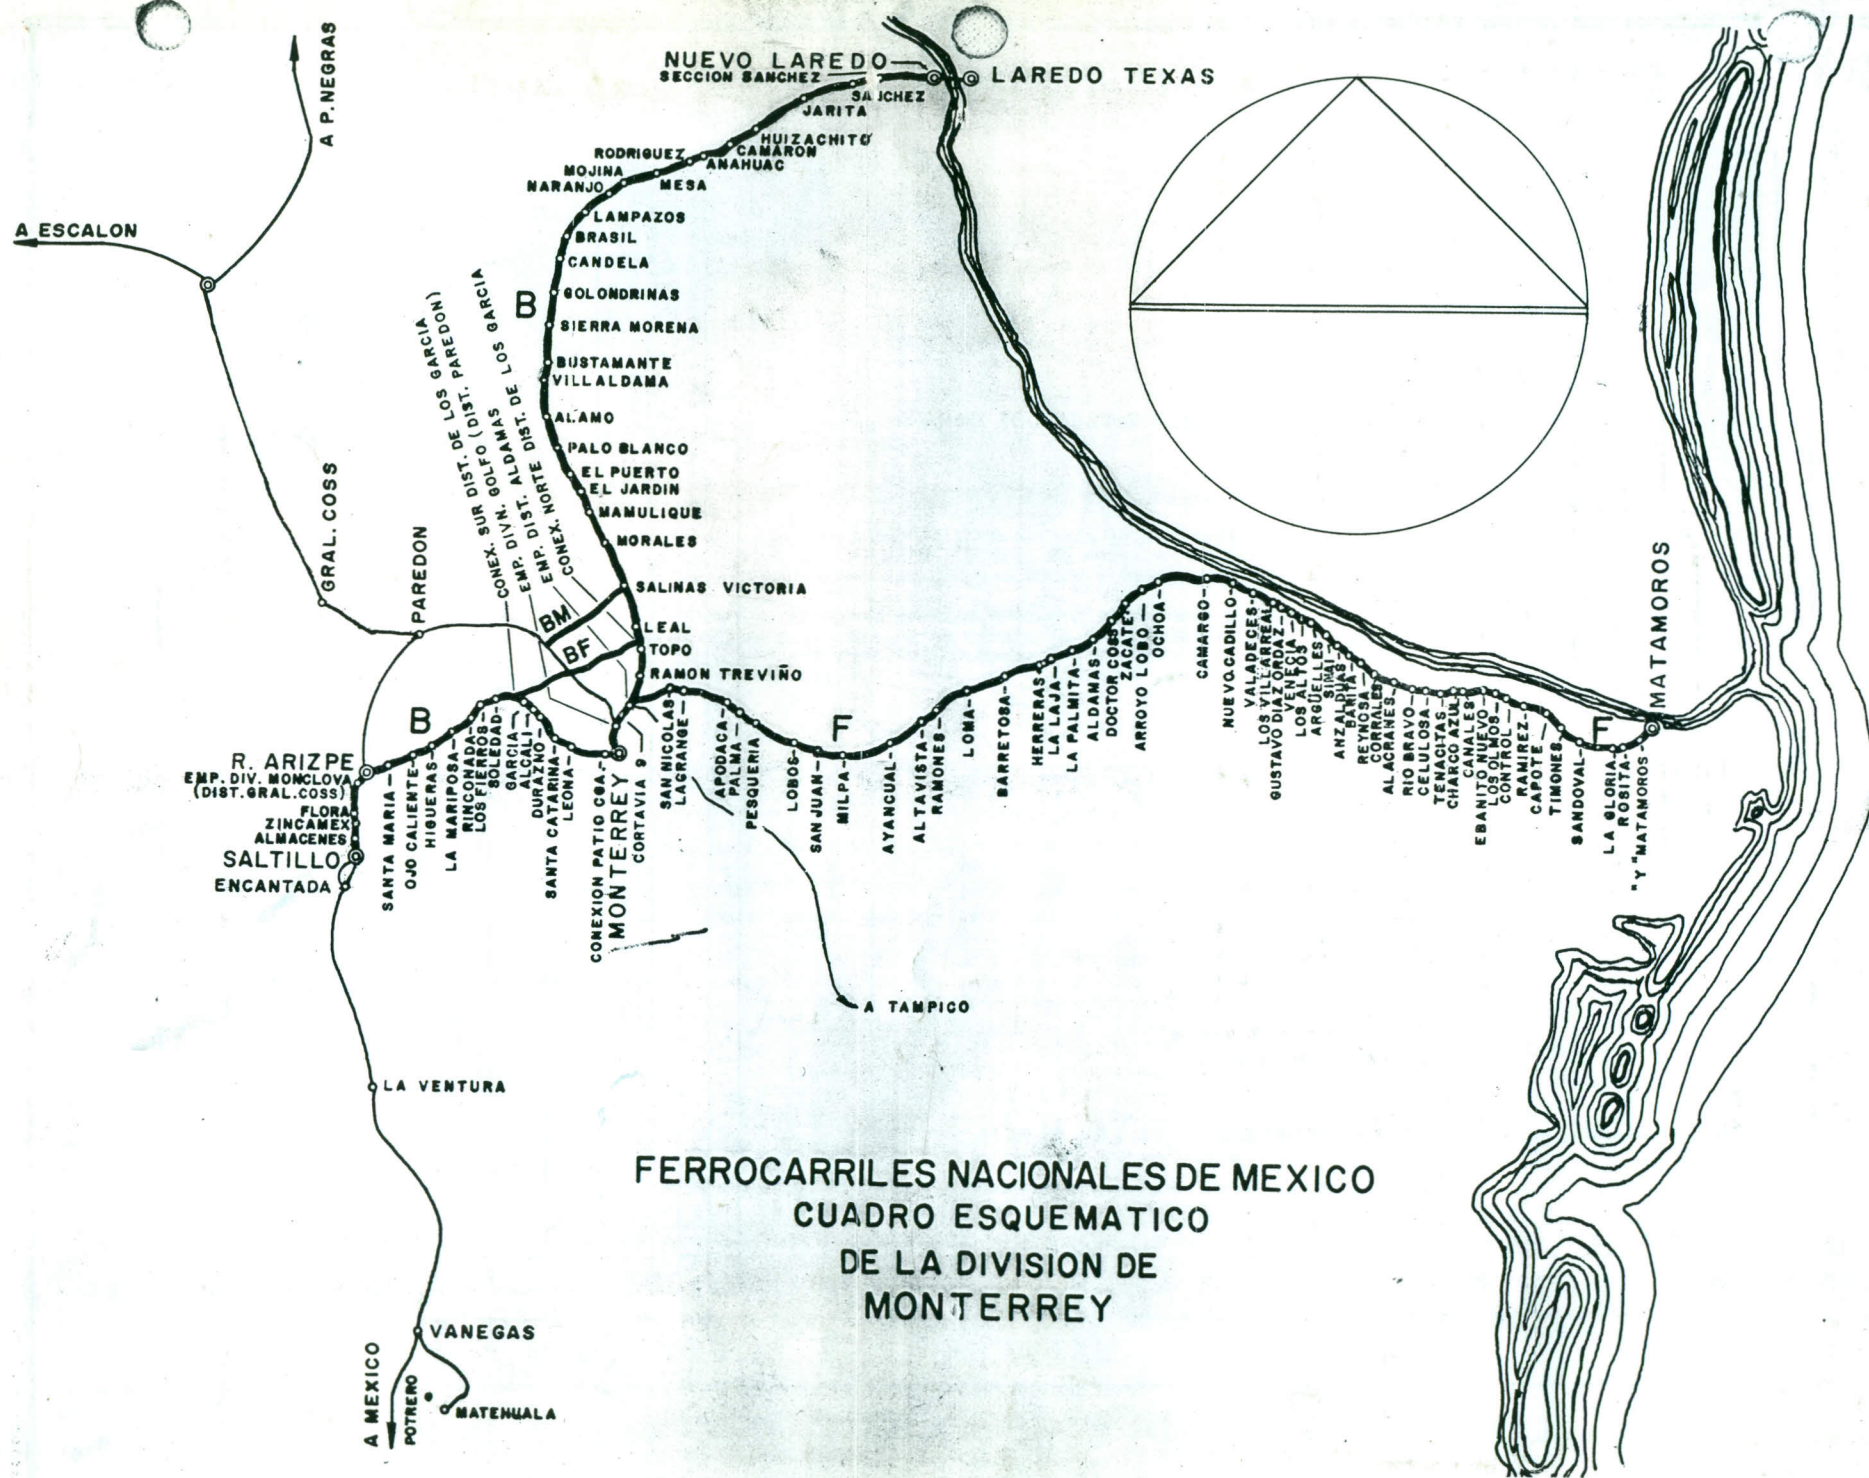 A P. NEGRAS
NUEVO LAREDO
LAREDO TEXAS
SECCION SANCHEZ
JARITA
HUIZACHITO
CAMARON
ANAHUAC
RODRIGUEZ
MESA
MOJINA
NARANJO
LAMPAZOS
A ESCALON
BRASIL
CANDELA
B
GOLONDRINAS
SIERRA MORENA
BUSTAMANTE
VILLALDAMA
ALAMO
PALO BLANCO
EL PUERTO
EL JARDIN
MAMULIQUE
MORALES
SALINAS VICTORIA
LEAL
TOPO
RAMON TREVIÑO
CONEX. SUR DIST. DE LOS GARCIA
EMP. DIVN. GOLFO (DIST. PAREDON)
EMP. DIST. ALDAMAS
CONEX. NORTE DIST. DE LOS GARCIA
GRAL. COSS
PAREDON
BM
BF
B
F
F
R. ARIZPE
EMP. DIV. MONCLOVA
(DIST. GRAL. COSS)
FLORA
ZINCAMEX
ALMACENES
SALTILLO
ENCANTADA
SANTA MARIA
OJO CALIENTE
HIGUERAS
LA MARIPOSA
RINCONADA
LOS FIERROS
SOLEDAD
GARCIA
ALCALI
DURAZNO
SANTA CATARINA
LEONA
CONEXION PATIO CGA.
MONTERREY
CORTAVIA 9
SAN NICOLAS
LAGRANGE
APODACA
PALMA
PESQUERIA
LOBOS
SAN JUAN
MILPA
AYANCUAL
ALTAVISTA
RAMONES
LOMA
BARRETOSA
HERRERAS
LA LAJA
LA PALMITA
ALDAMAS
DOCTOR COSS
ZACATE
ARROYO LOBO
OCHOA
CAMARGO
NUEVO CADILLO
VALADECES
LOS VILLARREAL
GUSTAVO DIAZ ORDAZ
VENECIA
LOS ALTOS
ARGUELLES
ANZALDUAS
BARITA
REYNOSA
CORRALES
ALACRANES
RIO BRAVO
CELULOSA
TENACITAS
CHARCO AZUL
CANALES
EBANITO NUEVO
LOS OLMOS
CONTROL
RAMIREZ
CAPOTE
TIMONES
SANDOVAL
LA GLORIA
ROSITA
"Y" MATAMOROS
MATAMOROS
A TAMPICO
LA VENTURA
VANEGAS
A MEXICO
POTRERO
MATEHUALA
FERROCARRILES NACIONALES DE MEXICO
CUADRO ESQUEMATICO
DE LA DIVISION DE
MONTERREY